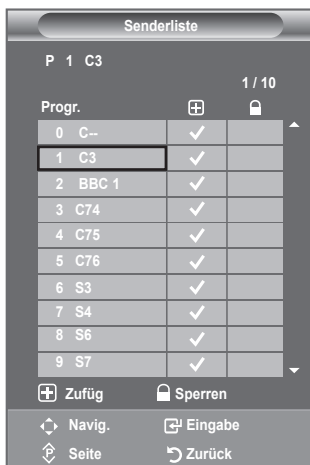 Senderliste
P 1 C3
1 / 10
Progr.
0 C--
1 C3
2 BBC 1
3 C74
4 C75
5 C76
6 S3
7 S4
8 S6
9 S7
Zufüg Sperren
Navig. Eingabe
Seite Zurück